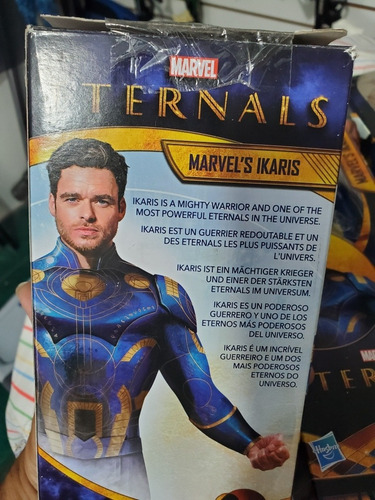 MARVEL
TERNALS
MARVEL'S IKARIS
IKARIS IS A MIGHTY WARRIOR AND ONE OF THE
MOST POWERFUL ETERNALS IN THE UNIVERSE.
IKARIS EST UN GUERRIER REDOUTABLE ET UN
DES ETERNALS LES PLUS PUISSANTS DE
L'UNIVERS.
IKARIS IST EIN MÄCHTIGER KRIEGER
UND EINER DER STÄRKSTEN
ETERNALS IM UNIVERSUM.
IKARIS ES UN PODEROSO
GUERRERO Y UNO DE LOS
ETERNOS MÁS PODEROSOS
DEL UNIVERSO.
IKARIS É UM INCRÍVEL
GUERREIRO E UM DOS
MAIS PODEROSOS
ETERNOS DO
UNIVERSO.
TER
Hasbro